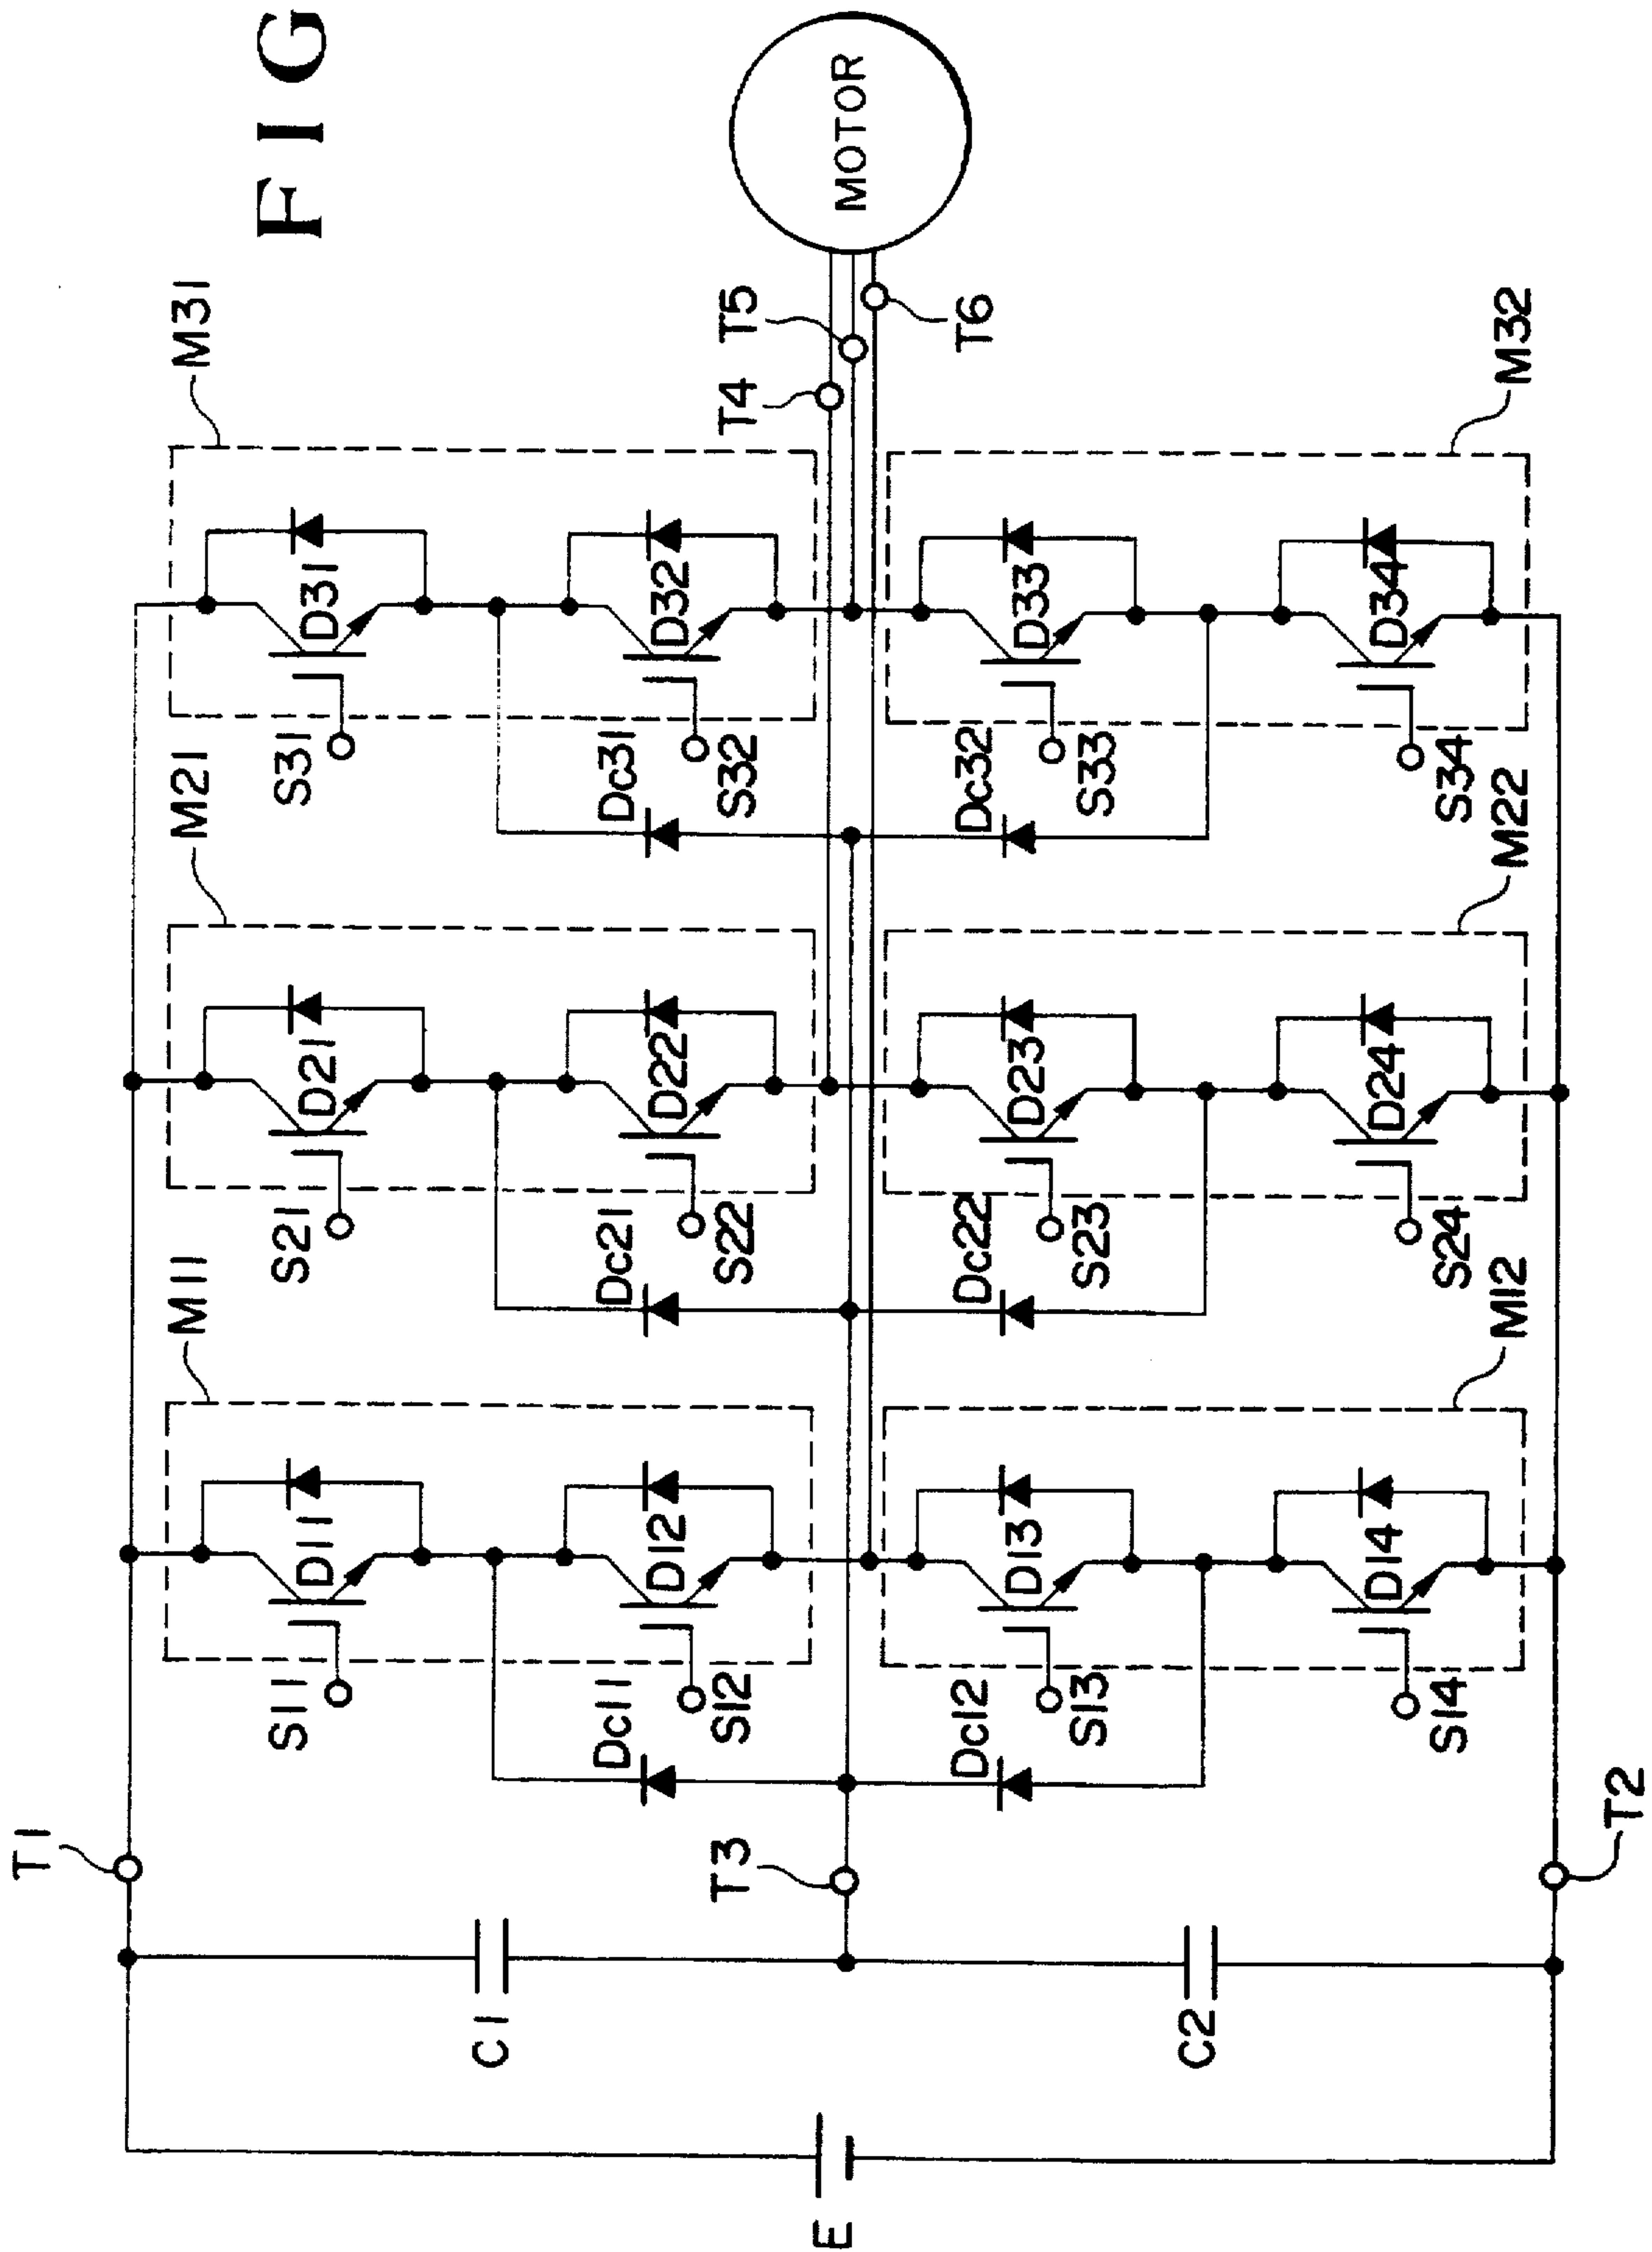 FIG
T1
M11
M21
M31
S11
D11
S21
D21
S31
D31
C1
Dc11
D12
Dc21
D22
Dc31
D32
S12
S22
S32
E
T3
T4
T5
MOTOR
T6
Dc12
D13
Dc22
D23
Dc32
D33
S13
S23
S33
C2
D14
D24
D34
S14
S24
S34
M12
M22
M32
T2